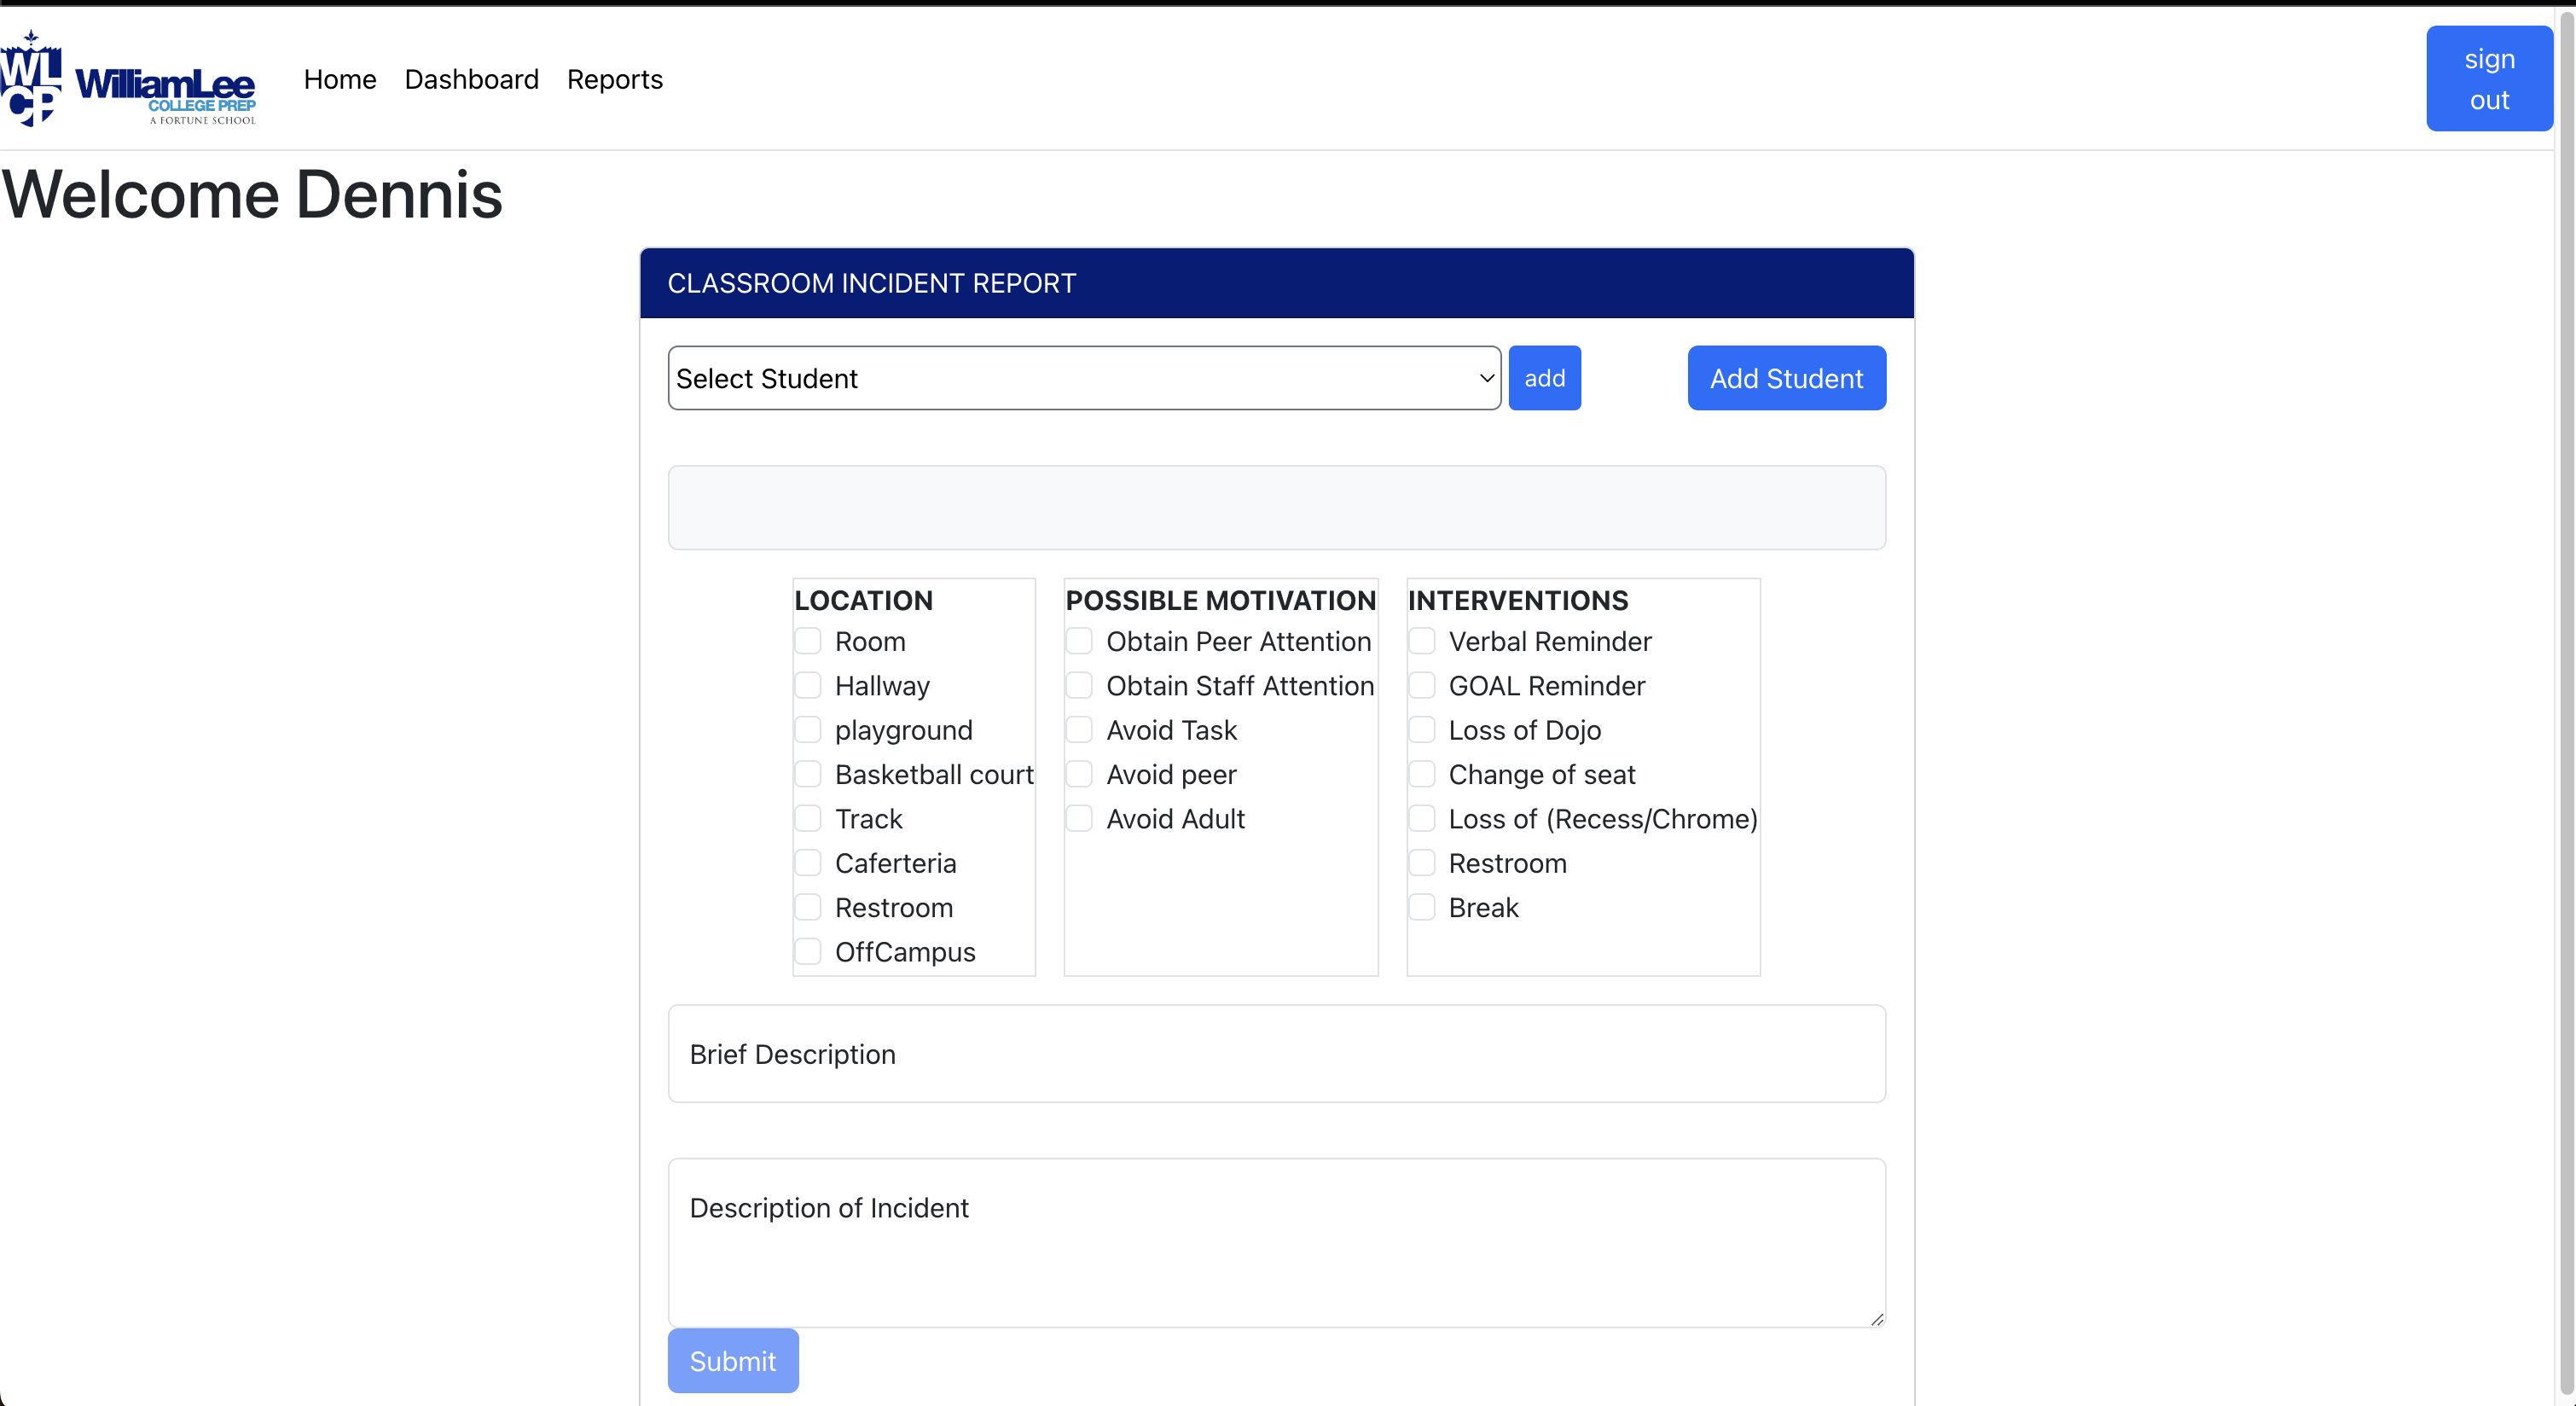 WL
CP
WilliamLee
COLLEGE PREP
A FORTUNE SCHOOL
Home Dashboard Reports
sign
out
Welcome Dennis
CLASSROOM INCIDENT REPORT
Select Student add Add Student
LOCATION
Room
Hallway
playground
Basketball court
Track
Caferteria
Restroom
OffCampus
POSSIBLE MOTIVATION
Obtain Peer Attention
Obtain Staff Attention
Avoid Task
Avoid peer
Avoid Adult
INTERVENTIONS
Verbal Reminder
GOAL Reminder
Loss of Dojo
Change of seat
Loss of (Recess/Chrome)
Restroom
Break
Brief Description
Description of Incident
Submit